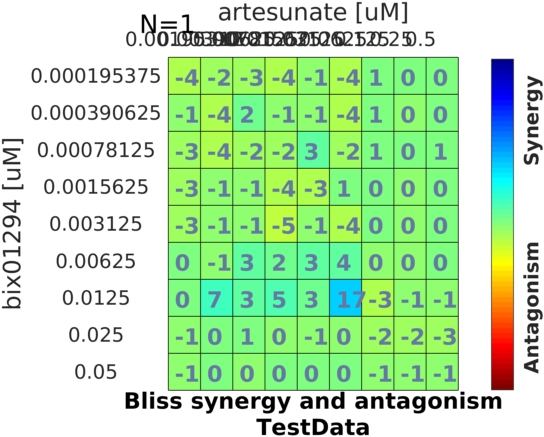 artesunate [uM]
N=1
0.25 0.5
0.000195375 -4 -2 -3 -4 -1 -4 1 0 0
0.000390625 -1 -4 2 -1 -1 -4 1 0 0
0.00078125 -3 -4 -2 -2 3 -2 1 0 1
0.0015625 -3 -1 -1 -4 -3 1 0 0 0
0.003125 -3 -1 -1 -5 -1 -4 0 0 0
0.00625 0 -1 3 2 3 4 0 0 0
0.0125 0 7 3 5 3 17 -3 -1 -1
0.025 -1 0 1 0 -1 0 -2 -2 -3
0.05 -1 0 0 0 0 0 -1 -1 -1
bix01294 [uM]
Synergy
Antagonism
Bliss synergy and antagonism
TestData